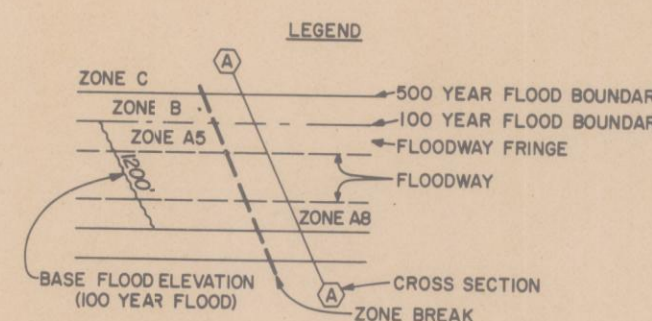 LEGEND
A
ZONE C
500 YEAR FLOOD BOUNDAR
ZONE B
100 YEAR FLOOD BOUNDAR
ZONE A5
FLOODWAY FRINGE
1200'
FLOODWAY
ZONE A8
BASE FLOOD ELEVATION
(100 YEAR FLOOD)
A
CROSS SECTION
ZONE BREAK